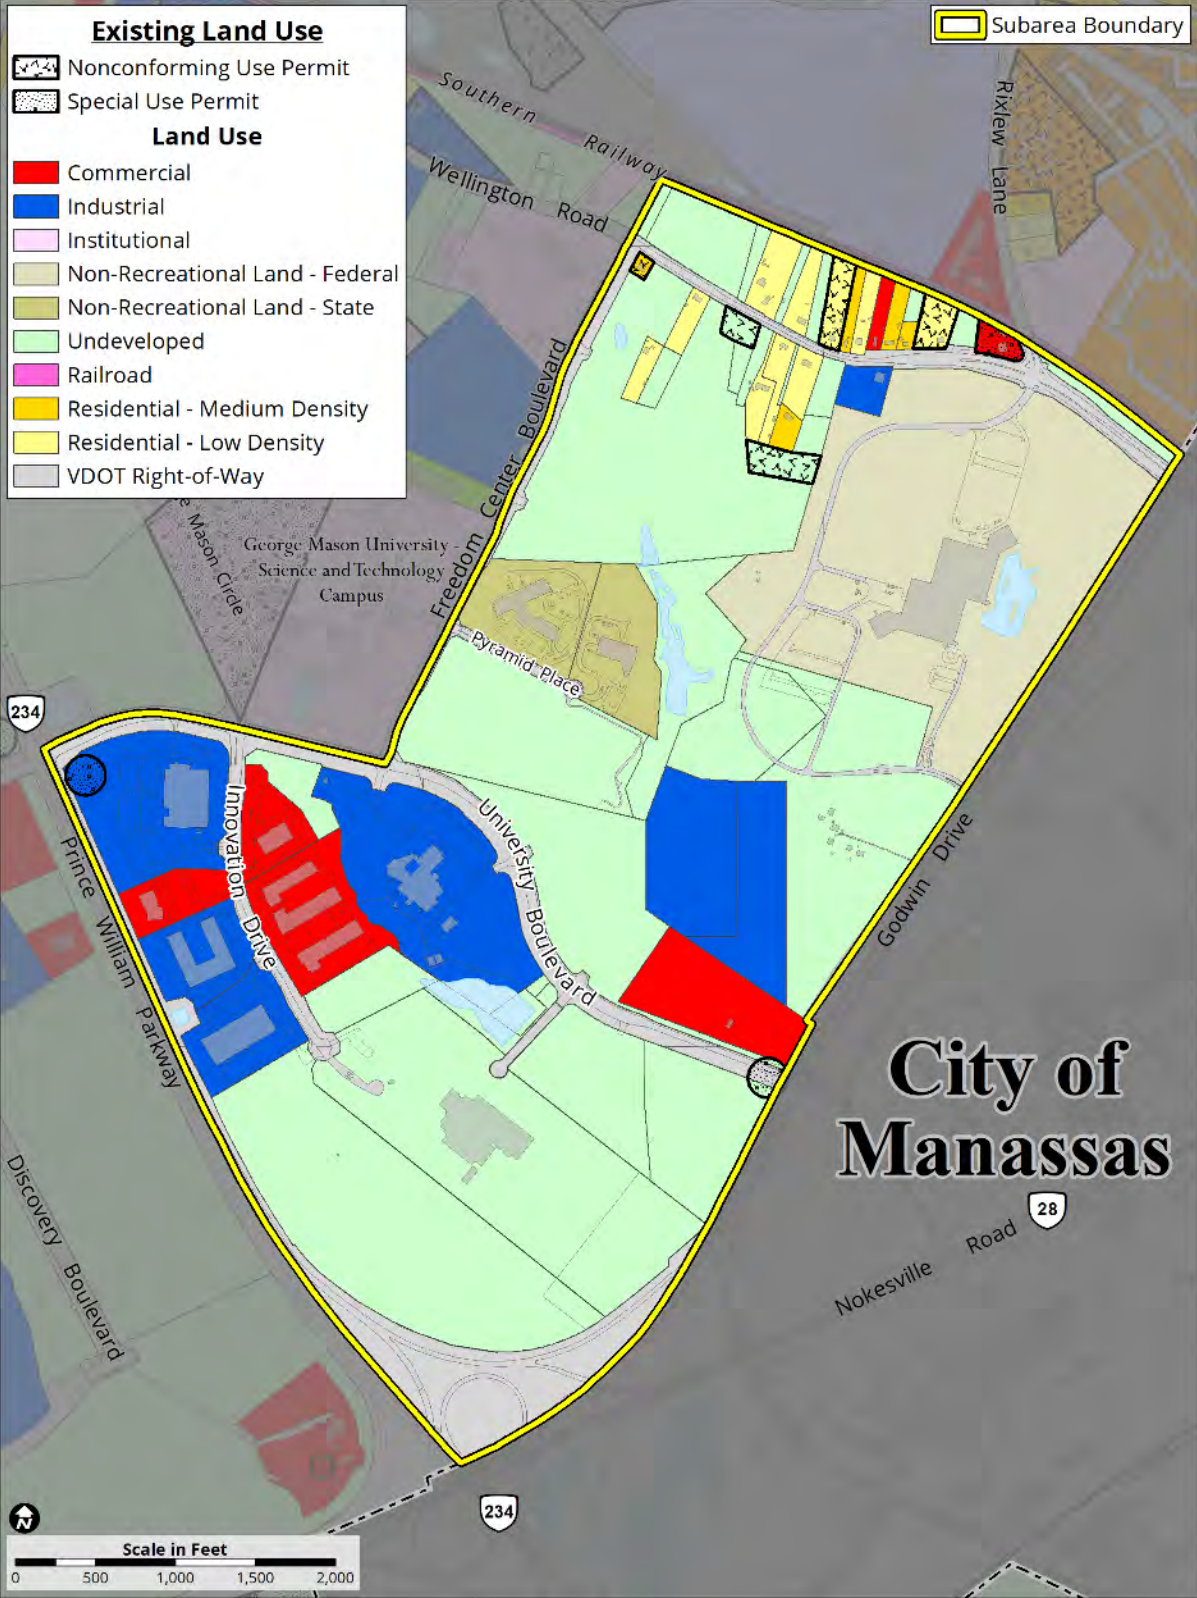 Existing Land Use
Nonconforming Use Permit
Special Use Permit
Land Use
Commercial
Industrial
Institutional
Non-Recreational Land - Federal
Non-Recreational Land - State
Undeveloped
Railroad
Residential - Medium Density
Residential - Low Density
VDOT Right-of-Way
Subarea Boundary
Southern Railway
Wellington Road
Rixlew Lane
Freedom Center Boulevard
Mason Circle
George Mason University -
Science and Technology
Campus
Pyramid Place
234
Innovation Drive
University Boulevard
Prince William Parkway
Godwin Drive
City of
Manassas
28
Nokesville Road
Discovery Boulevard
234
N
Scale in Feet
0 500 1,000 1,500 2,000